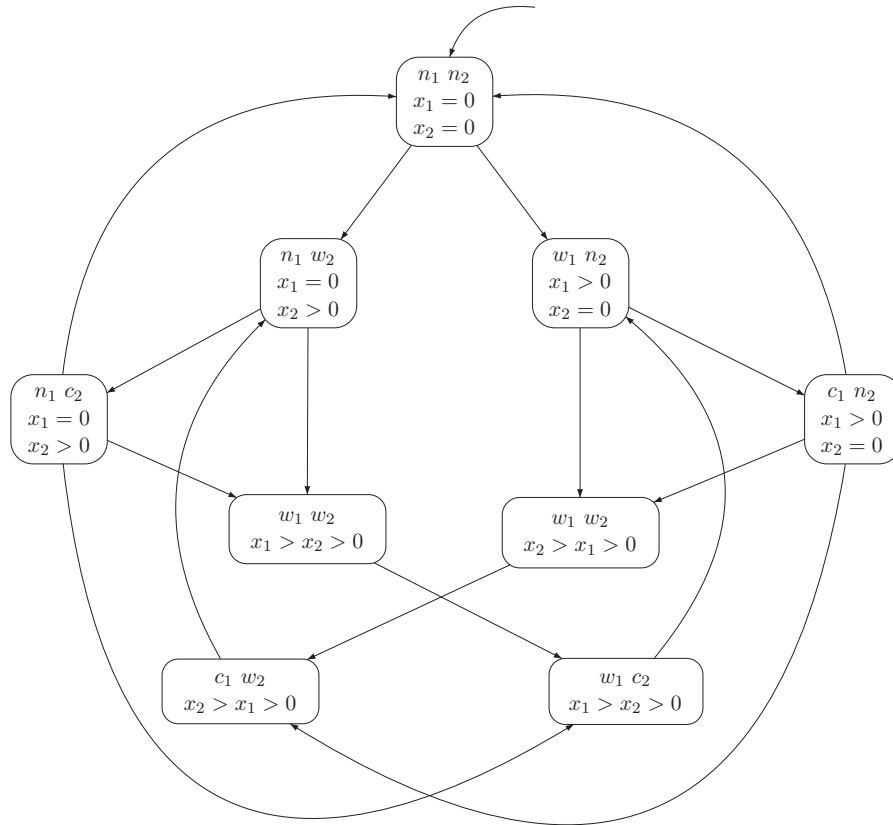 n₁ n₂
x₁ = 0
x₂ = 0
n₁ w₂
x₁ = 0
x₂ > 0
w₁ n₂
x₁ > 0
x₂ = 0
n₁ c₂
x₁ = 0
x₂ > 0
c₁ n₂
x₁ > 0
x₂ = 0
w₁ w₂
x₁ > x₂ > 0
w₁ w₂
x₂ > x₁ > 0
c₁ w₂
x₂ > x₁ > 0
w₁ c₂
x₁ > x₂ > 0